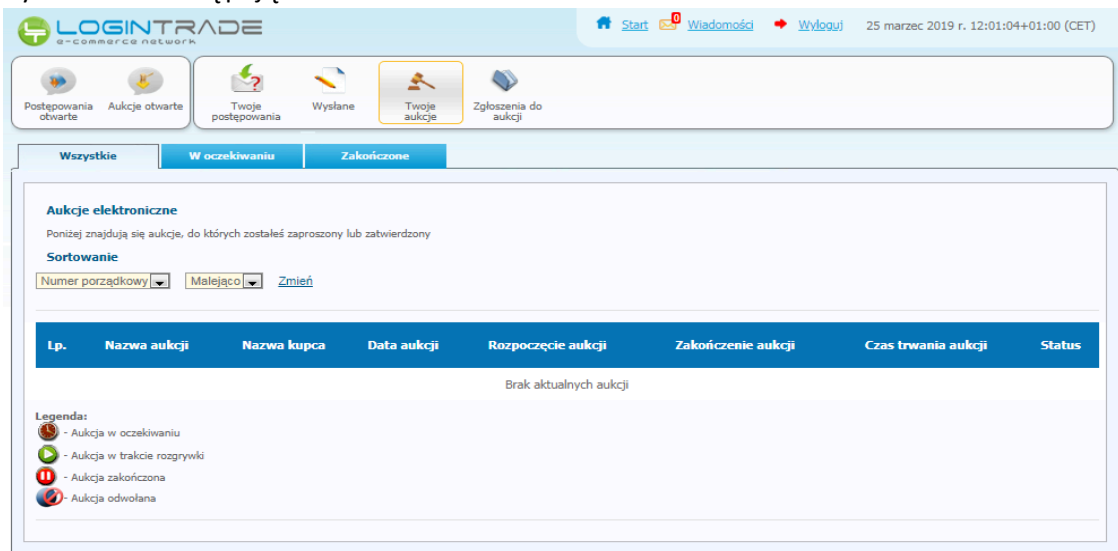 LOGINTRADE
e-commerce network
Start 0 Wiadomości Wyloguj 25 marzec 2019 r. 12:01:04+01:00 (CET)
Postępowania otwarte
Aukcje otwarte
Twoje postępowania
Wysłane
Twoje aukcje
Zgłoszenia do aukcji
Wszystkie W oczekiwaniu Zakończone
Aukcje elektroniczne
Poniżej znajdują się aukcje, do których zostałeś zaproszony lub zatwierdzony
Sortowanie
Numer porządkowy Malejąco Zmień
Lp. Nazwa aukcji Nazwa kupca Data aukcji Rozpoczęcie aukcji Zakończenie aukcji Czas trwania aukcji Status
Brak aktualnych aukcji
Legenda:
- Aukcja w oczekiwaniu
- Aukcja w trakcie rozgrywki
- Aukcja zakończona
- Aukcja odwołana